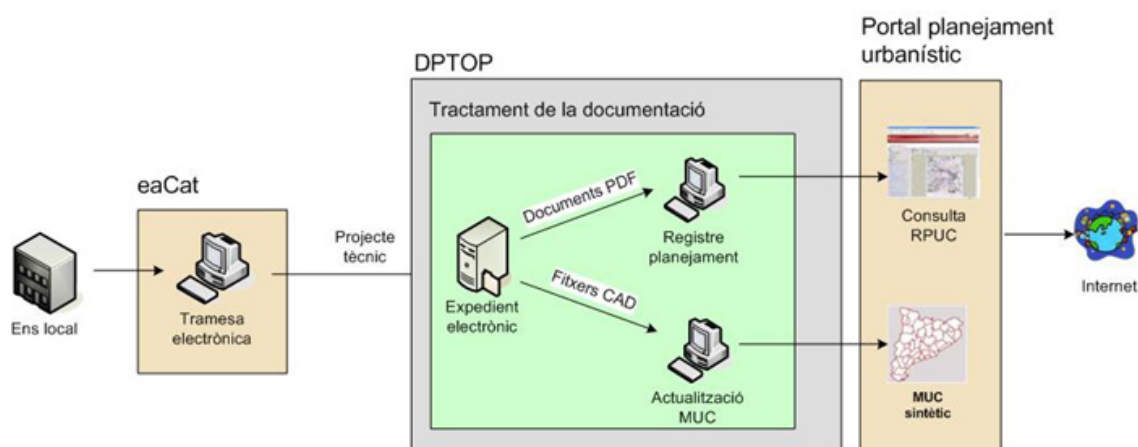 Portal planejament
urbanístic
DPTOP
Tractament de la documentació
eaCat
Documents PDF
Projecte
tècnic
Registre
planejament
Consulta
RPUC
Ens local
Tramesa
electrònica
Expedient
electrònic
Fitxers CAD
Internet
Actualització
MUC
MUC
sintètic